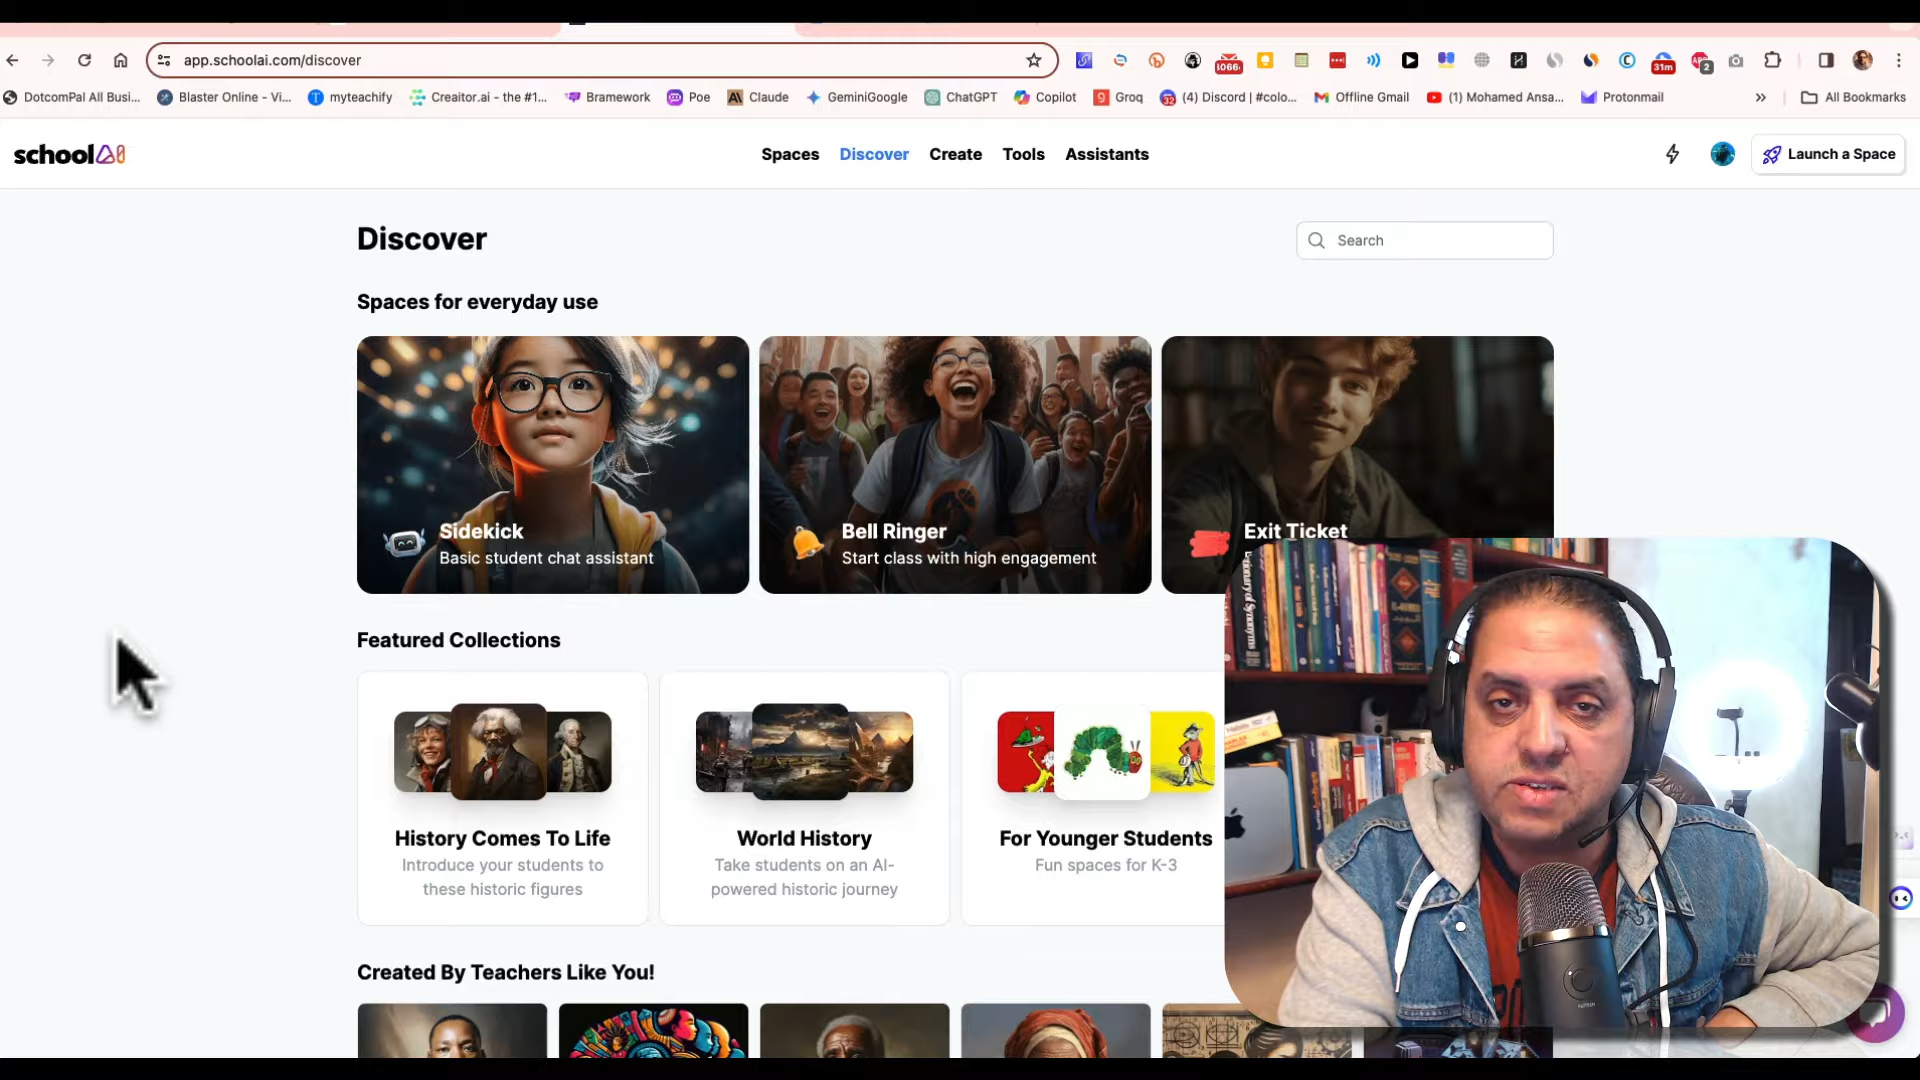 app.schoolai.com/discover
DotcomPal All Busi...
Blaster Online - Vi...
myteachify
Creaitor.ai - the #1...
Bramework
Poe
Claude
GeminiGoogle
ChatGPT
Copilot
Groq
(4) Discord | #colo...
Offline Gmail
(1) Mohamed Ansa...
Protonmail
All Bookmarks
31m
2
32
schoolAI
Spaces
Discover
Create
Tools
Assistants
Launch a Space
Discover
Search
Spaces for everyday use
Sidekick
Basic student chat assistant
Bell Ringer
Start class with high engagement
Exit Ticket
Featured Collections
History Comes To Life
Introduce your students to
these historic figures
World History
Take students on an AI-
powered historic journey
For Younger Students
Fun spaces for K-3
Created By Teachers Like You!